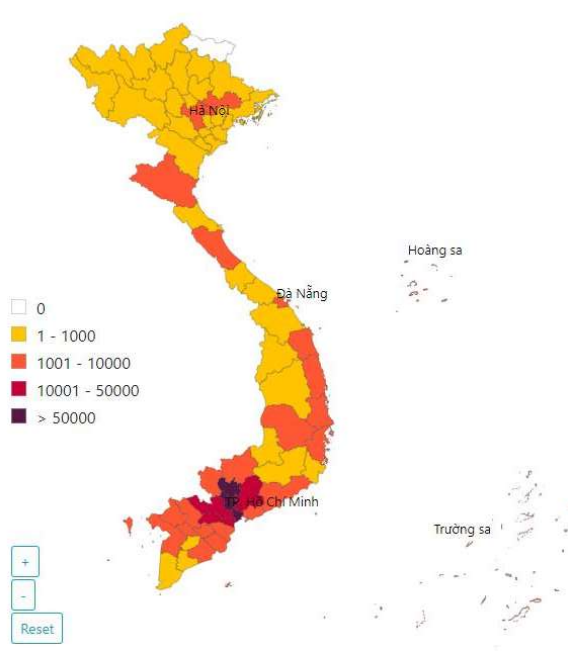 Hà Nội
Hoàng sa
Đà Nẵng
0
1 - 1000
1001 - 10000
10001 - 50000
> 50000
TP. Hồ Chí Minh
Trường sa
+
-
Reset